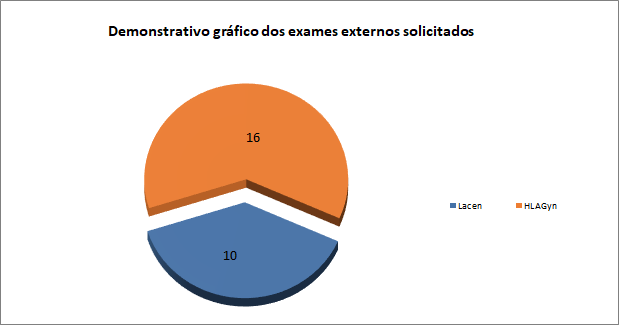 Demonstrativo gráfico dos exames externos solicitados
16
10
Lacen
HLAGyn